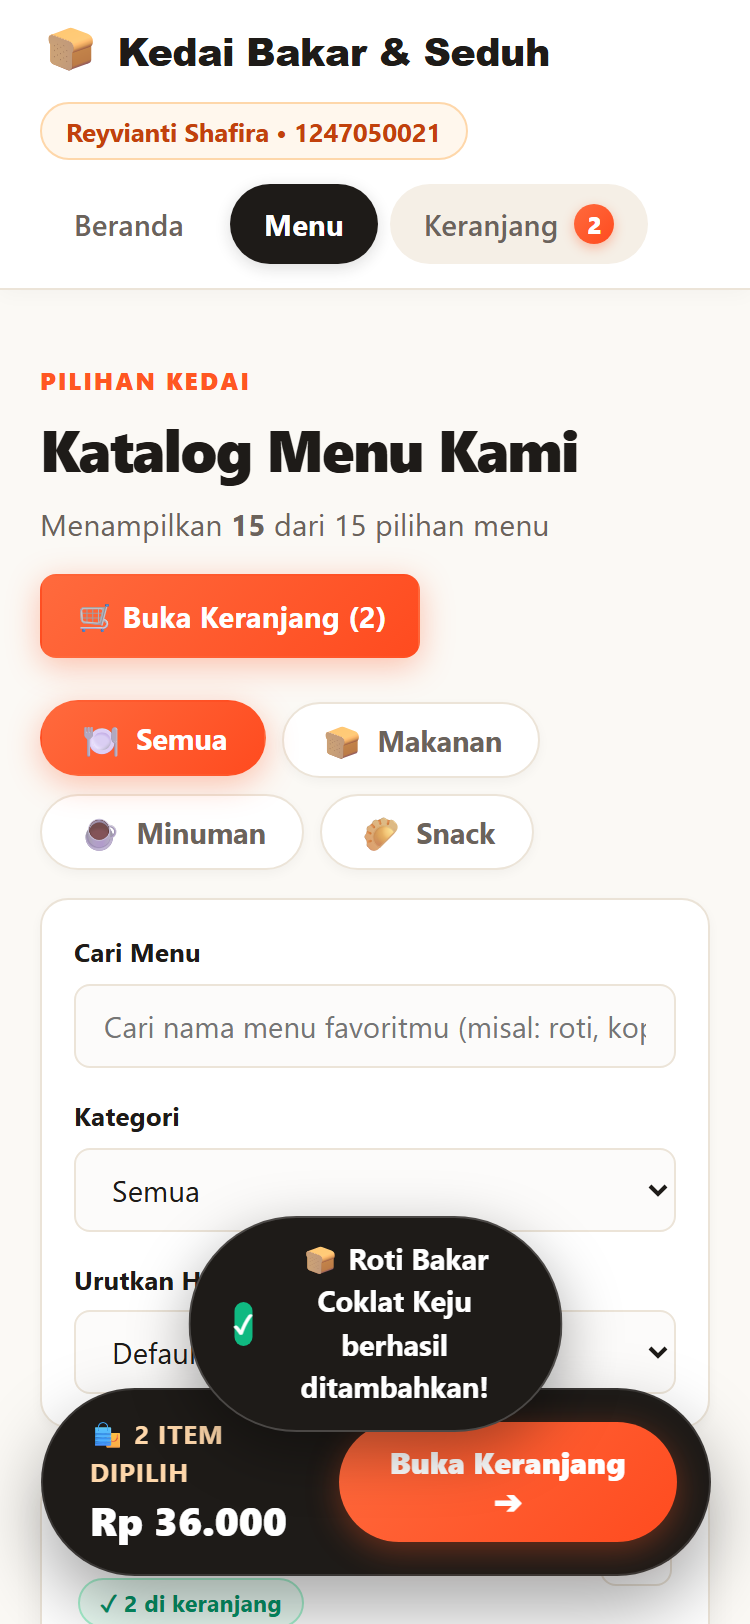 Kedai Bakar & Seduh
Reyvianti Shafira • 1247050021
Beranda
Menu
Keranjang 2
PILIHAN KEDAI
Katalog Menu Kami
Menampilkan 15 dari 15 pilihan menu
Buka Keranjang (2)
Semua
Makanan
Minuman
Snack
Cari Menu
Cari nama menu favoritmu (misal: roti, kop
Kategori
Semua
Urutkan H
Defau
Roti Bakar
Coklat Keju
berhasil
ditambahkan!
2 ITEM
DIPILIH
Rp 36.000
Buka Keranjang
➔
✓ 2 di keranjang